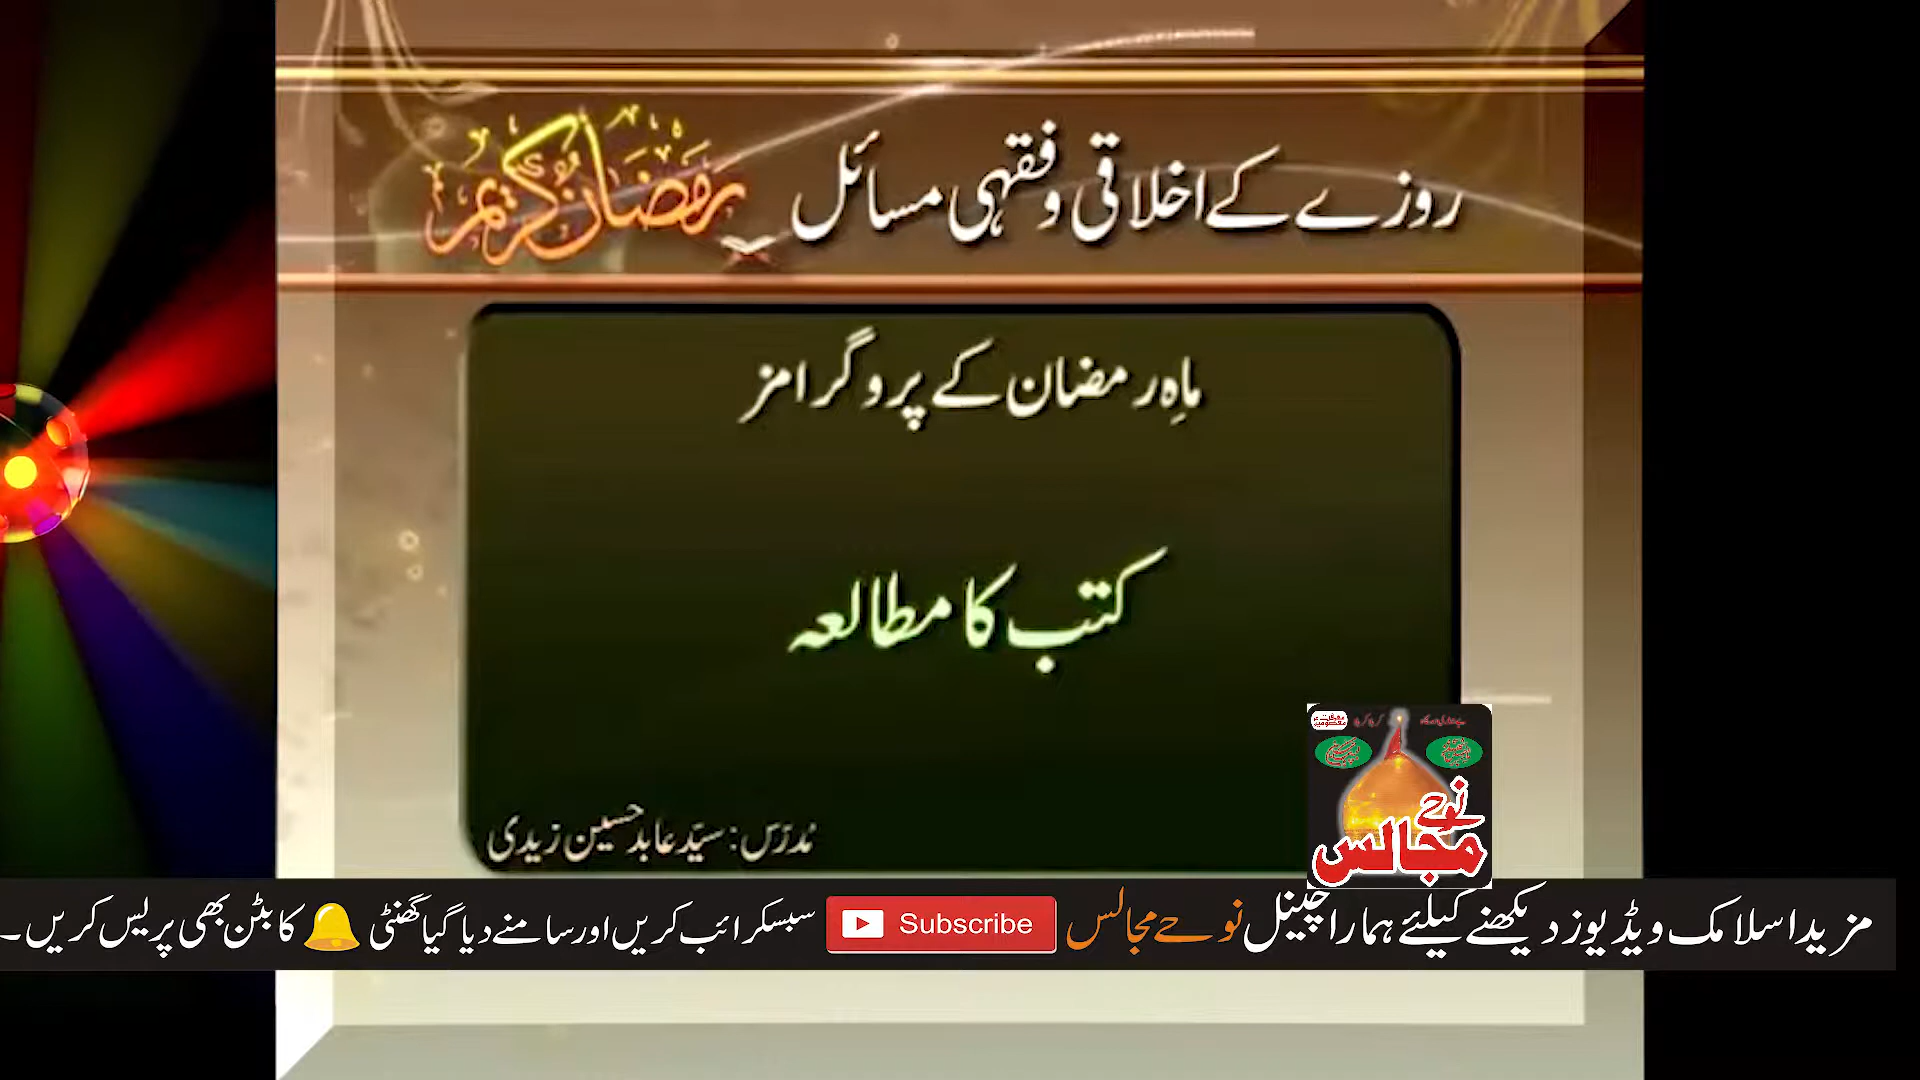 روزے کے اخلاقی و فقہی مسائل رمضان کریم
ماہِ رمضان کے پروگرامز
کتب کا مطالعہ
مُدرّس: سیّد عابد حسین زیدی
نوحے
مجالس
مزید اسلامک ویڈیوز دیکھنے کیلئے ہمارا چینل نوحے مجالس Subscribe سبسکرائب کریں اور سامنے دیا گیا گھنٹی کا بٹن بھی پریس کریں۔